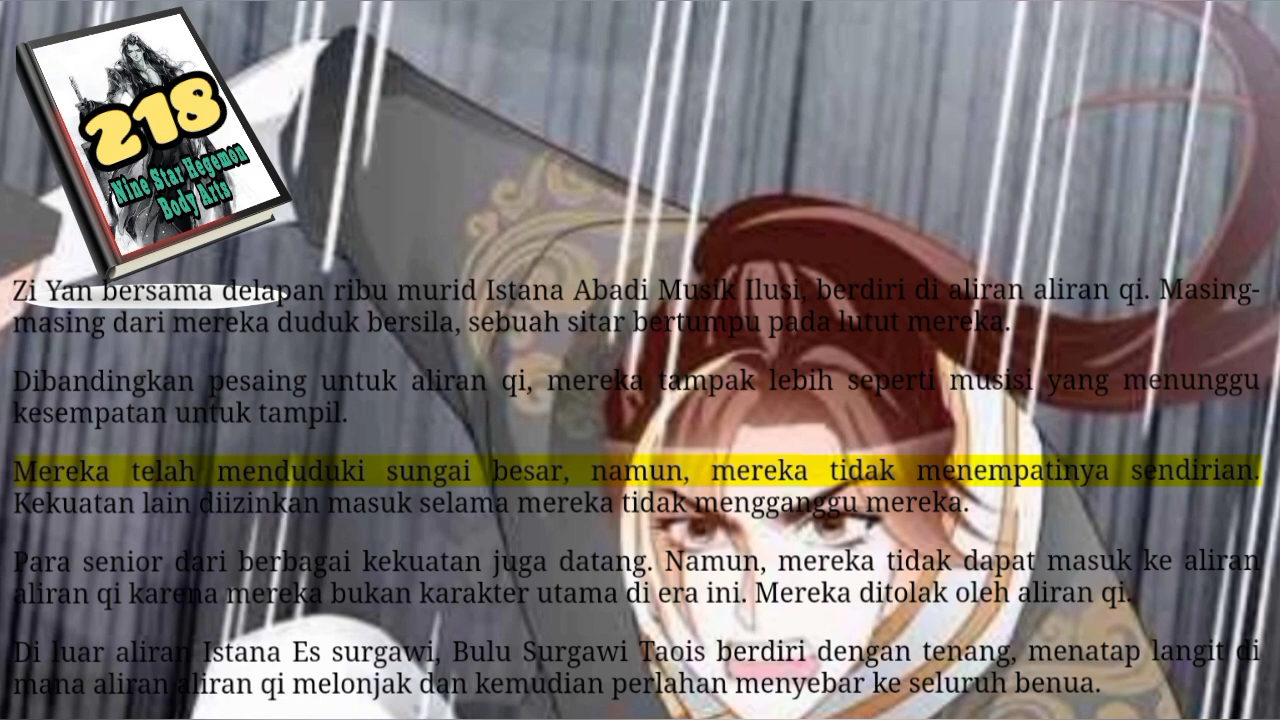 218
Nine Star Hegemon
Body Arts
Zi Yan bersama delapan ribu murid Istana Abadi Musik Ilusi, berdiri di aliran aliran qi. Masing-
masing dari mereka duduk bersila, sebuah sitar bertumpu pada lutut mereka.
Dibandingkan pesaing untuk aliran qi, mereka tampak lebih seperti musisi yang menunggu
kesempatan untuk tampil.
Mereka telah menduduki sungai besar, namun, mereka tidak menempatinya sendirian.
Kekuatan lain diizinkan masuk selama mereka tidak mengganggu mereka.
Para senior dari berbagai kekuatan juga datang. Namun, mereka tidak dapat masuk ke aliran
aliran qi karena mereka bukan karakter utama di era ini. Mereka ditolak oleh aliran qi.
Di luar aliran Istana Es surgawi, Bulu Surgawi Taois berdiri dengan tenang, menatap langit di
mana aliran aliran qi melonjak dan kemudian perlahan menyebar ke seluruh benua.